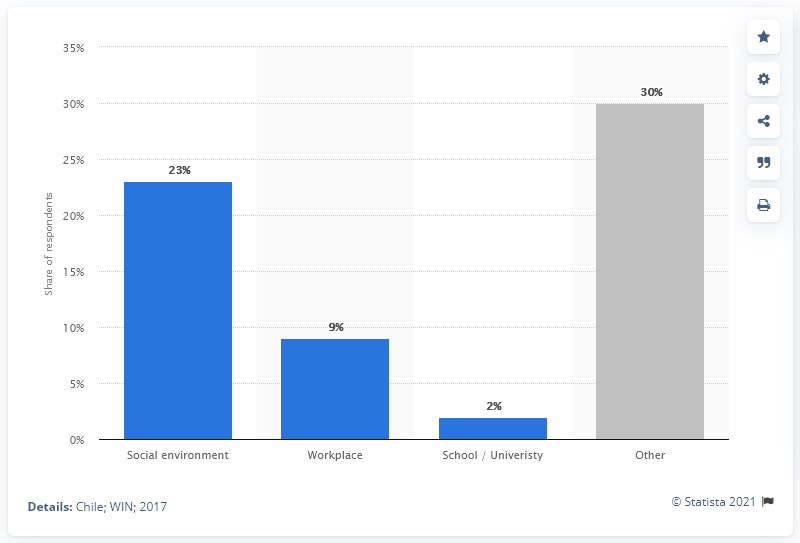 35%
30%
25%
20%
15%
10%
5%
0%
Share of respondents
23%
9%
2%
30%
Social environment
Workplace
School / Univeristy
Other
Details: Chile; WIN; 2017
© Statista 2021